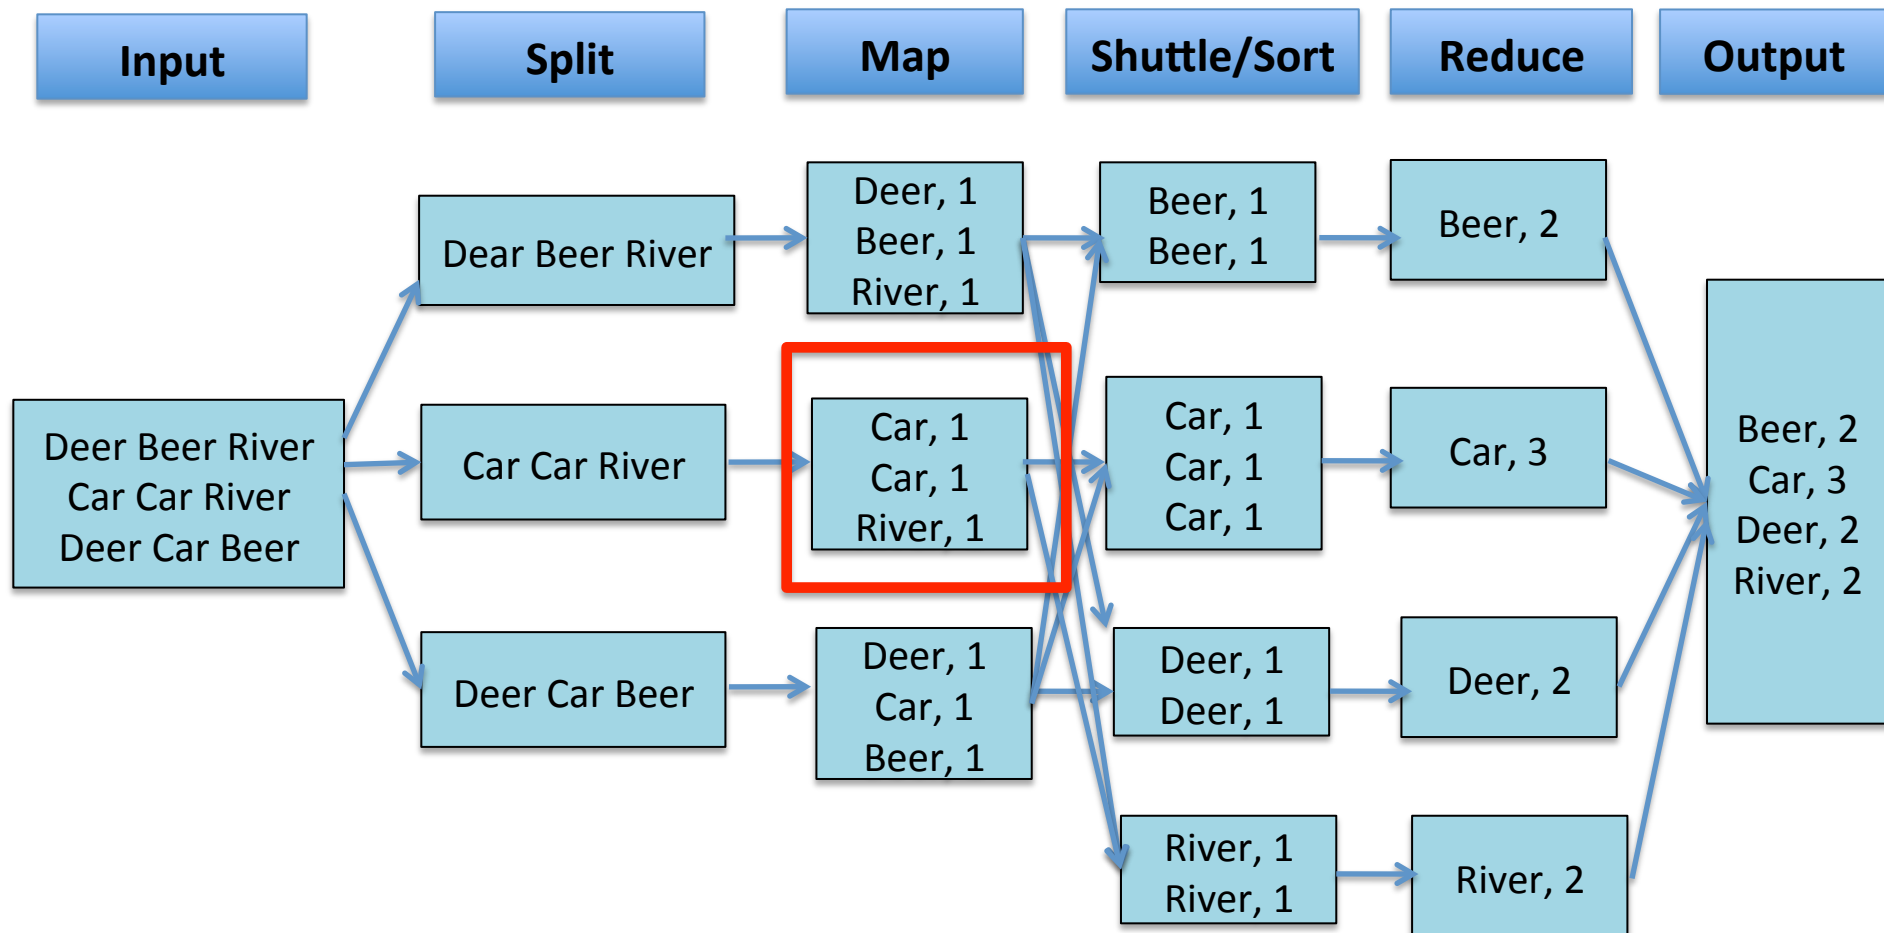 Input
Split
Map
Shuttle/Sort
Reduce
Output
Deer Beer River
Car Car River
Deer Car Beer
Dear Beer River
Car Car River
Deer Car Beer
Deer, 1
Beer, 1
River, 1
Car, 1
Car, 1
River, 1
Deer, 1
Car, 1
Beer, 1
Beer, 1
Beer, 1
Car, 1
Car, 1
Car, 1
Deer, 1
Deer, 1
River, 1
River, 1
Beer, 2
Car, 3
Deer, 2
River, 2
Beer, 2
Car, 3
Deer, 2
River, 2